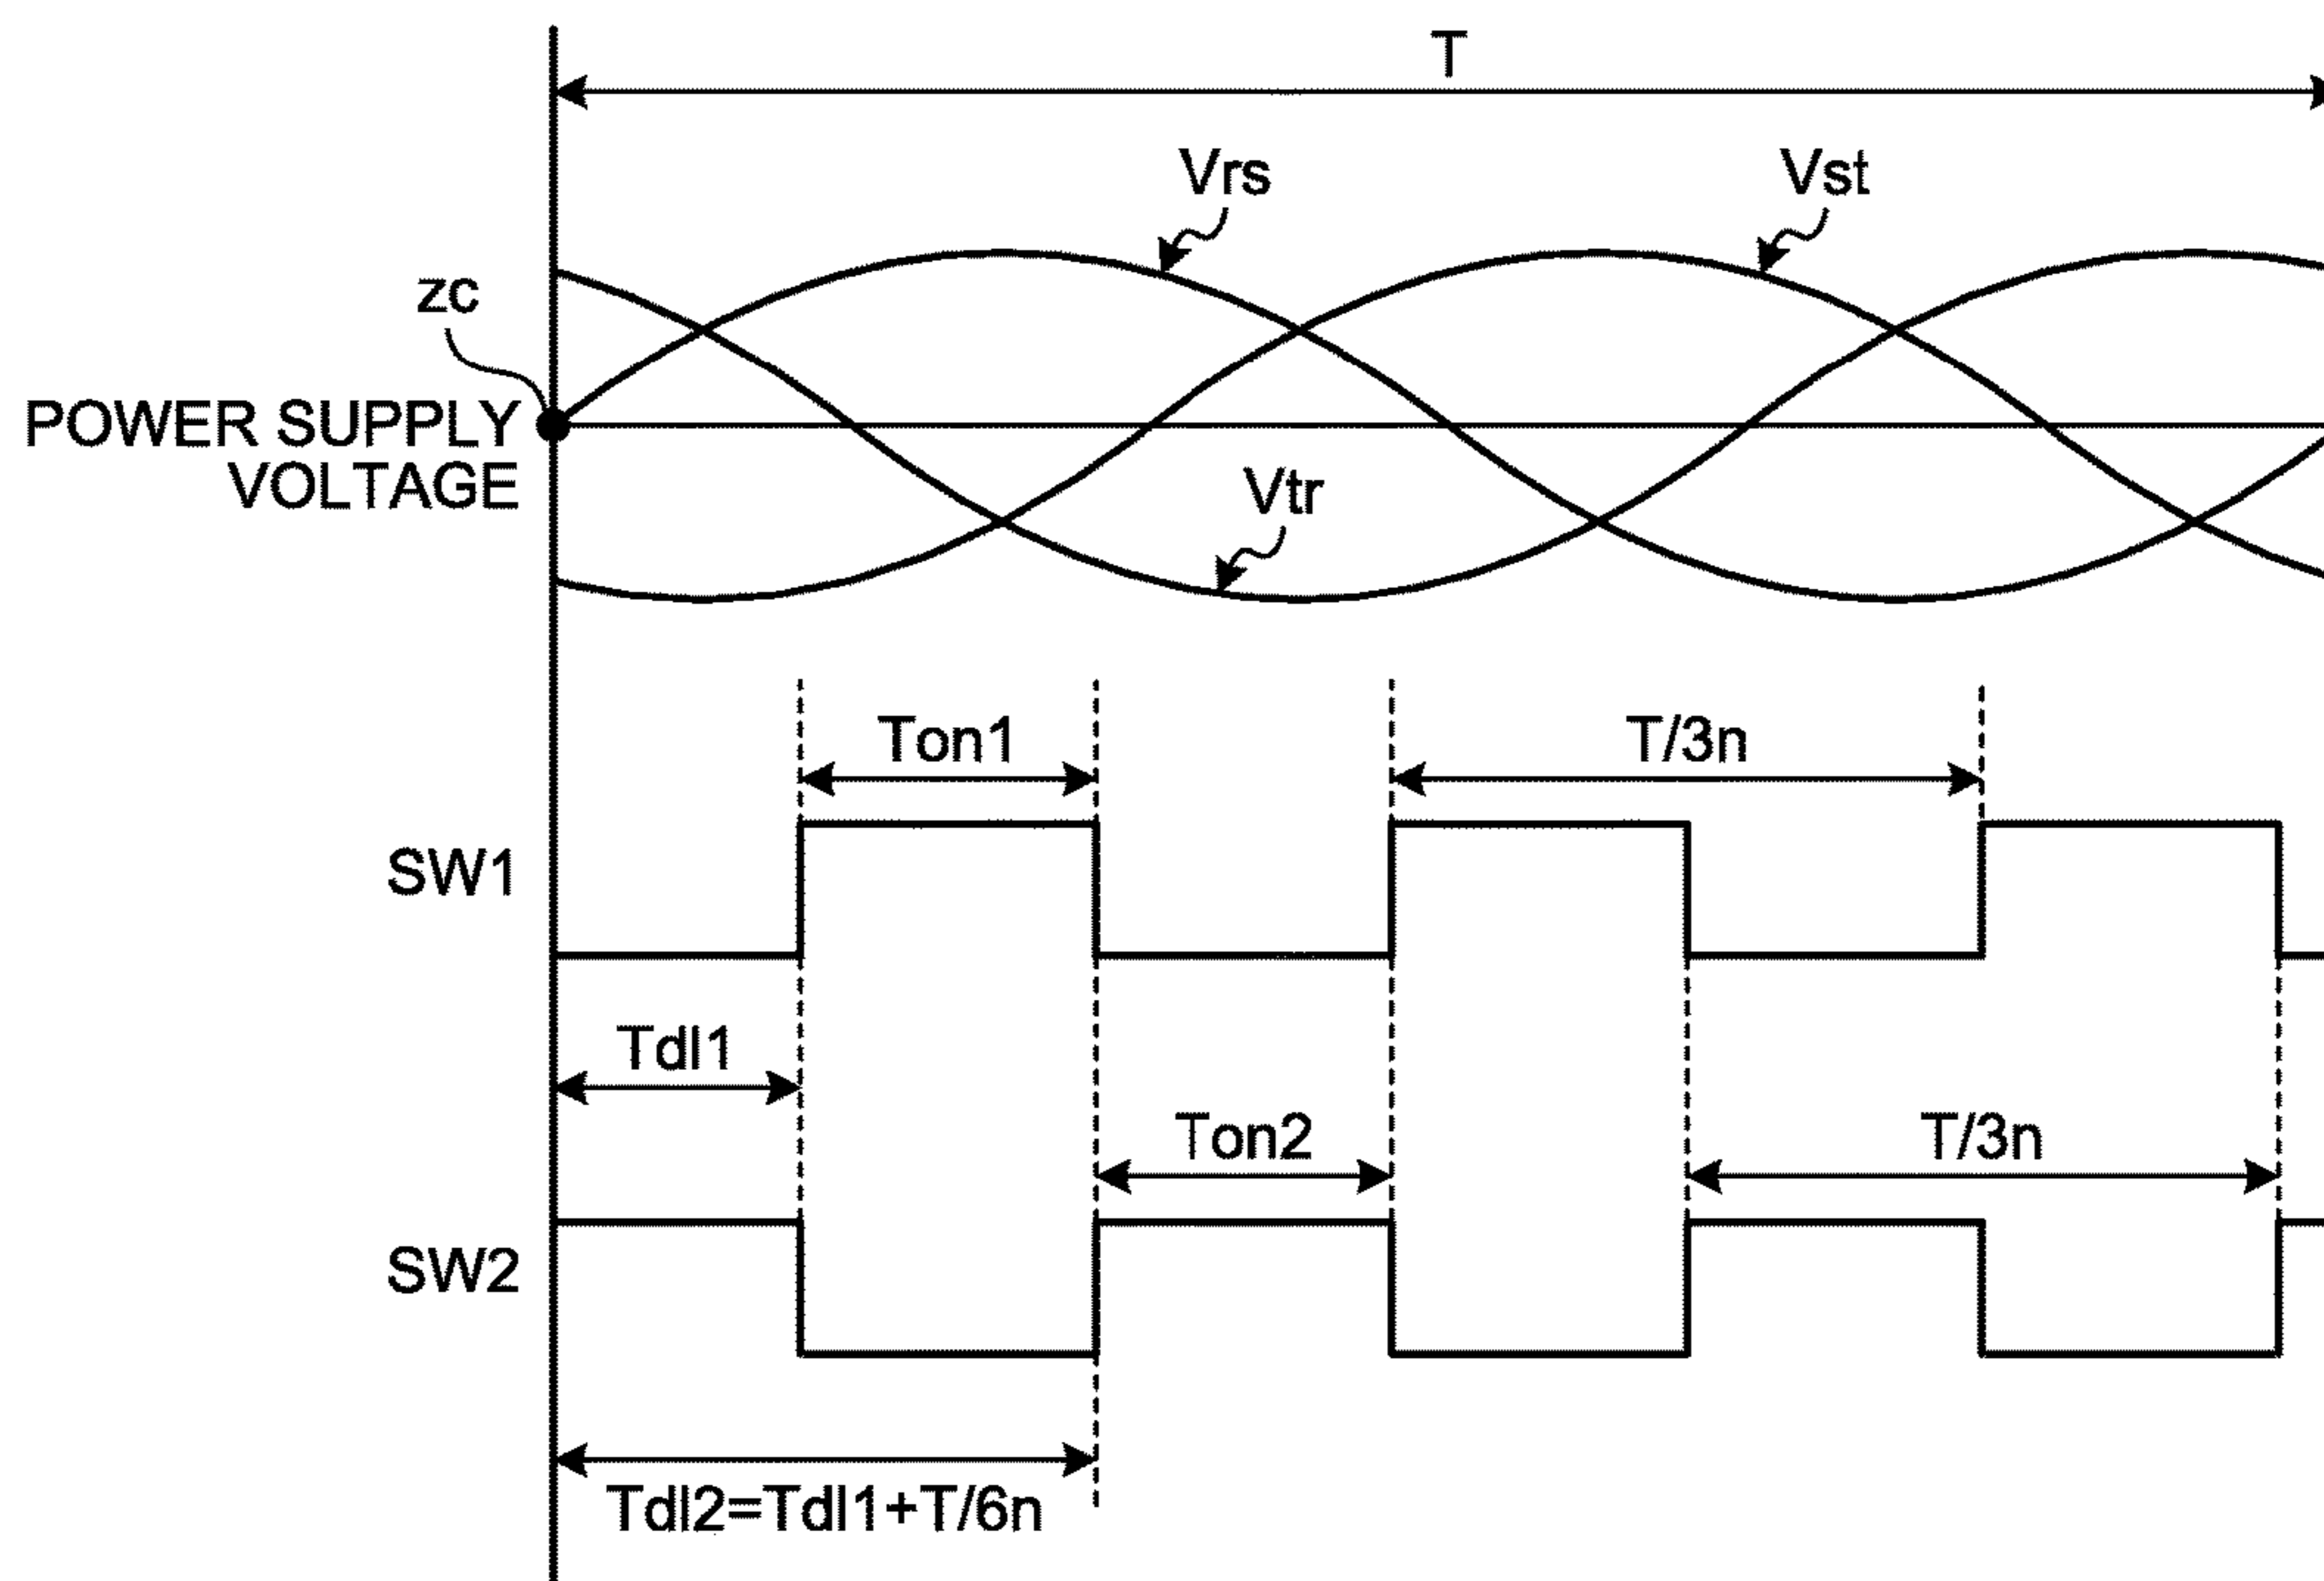 T
Vrs
Vst
zc
POWER SUPPLY
VOLTAGE
Vtr
Ton1
T/3n
SW1
Tdl1
Ton2
T/3n
SW2
Tdl2=Tdl1+T/6n